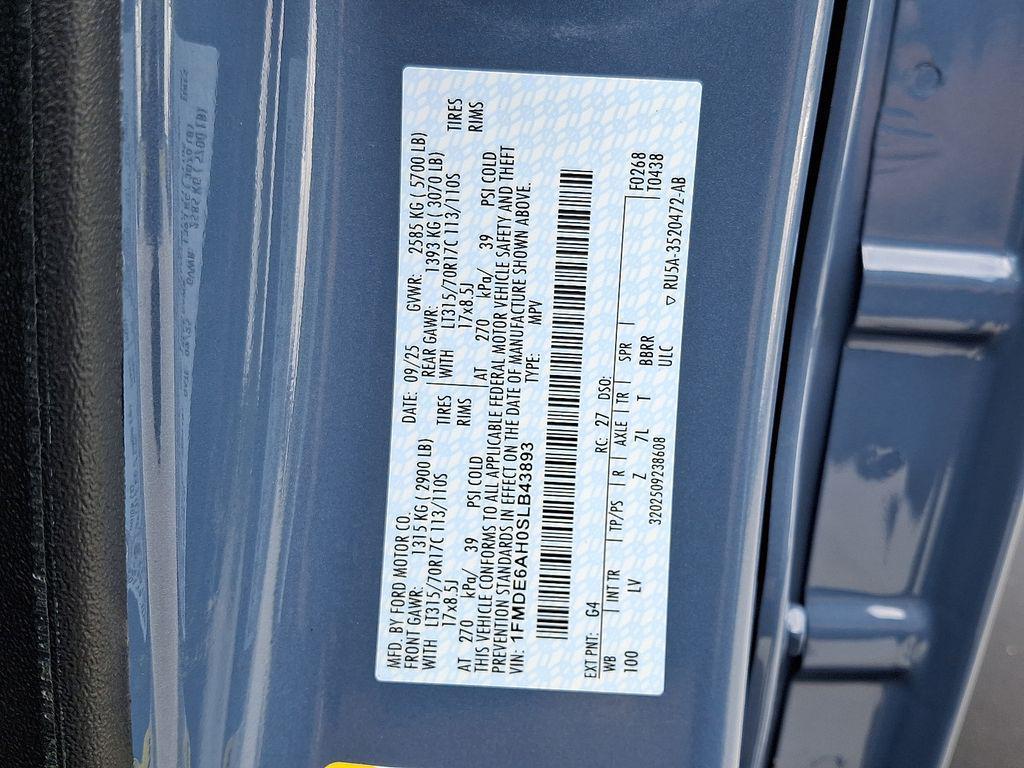 MFD. BY FORD MOTOR CO.
DATE: 09/25 GVWR: 2585 KG ( 5700 LB)
FRONT GAWR: 1315 KG ( 2900 LB) REAR GAWR: 1393 KG ( 3070 LB)
WITH LT315/70R17C 113/110S TIRES WITH LT315/70R17C 113/110S TIRES
17x8.5J RIMS 17x8.5J RIMS
AT 270 kPa/ 39 PSI COLD AT 270 kPa/ 39 PSI COLD
THIS VEHICLE CONFORMS TO ALL APPLICABLE FEDERAL MOTOR VEHICLE SAFETY AND THEFT
PREVENTION STANDARDS IN EFFECT ON THE DATE OF MANUFACTURE SHOWN ABOVE.
VIN: 1FMDE6AH0SLB43893 TYPE: MPV
EXT PNT: G4 RC: 27 DSO: F0268
WB INT TR TP/PS R AXLE TR SPR T0438
100 LV Z 7L T BBRR
ULC
3202509238608 ▽ RU5A-3520472-AB